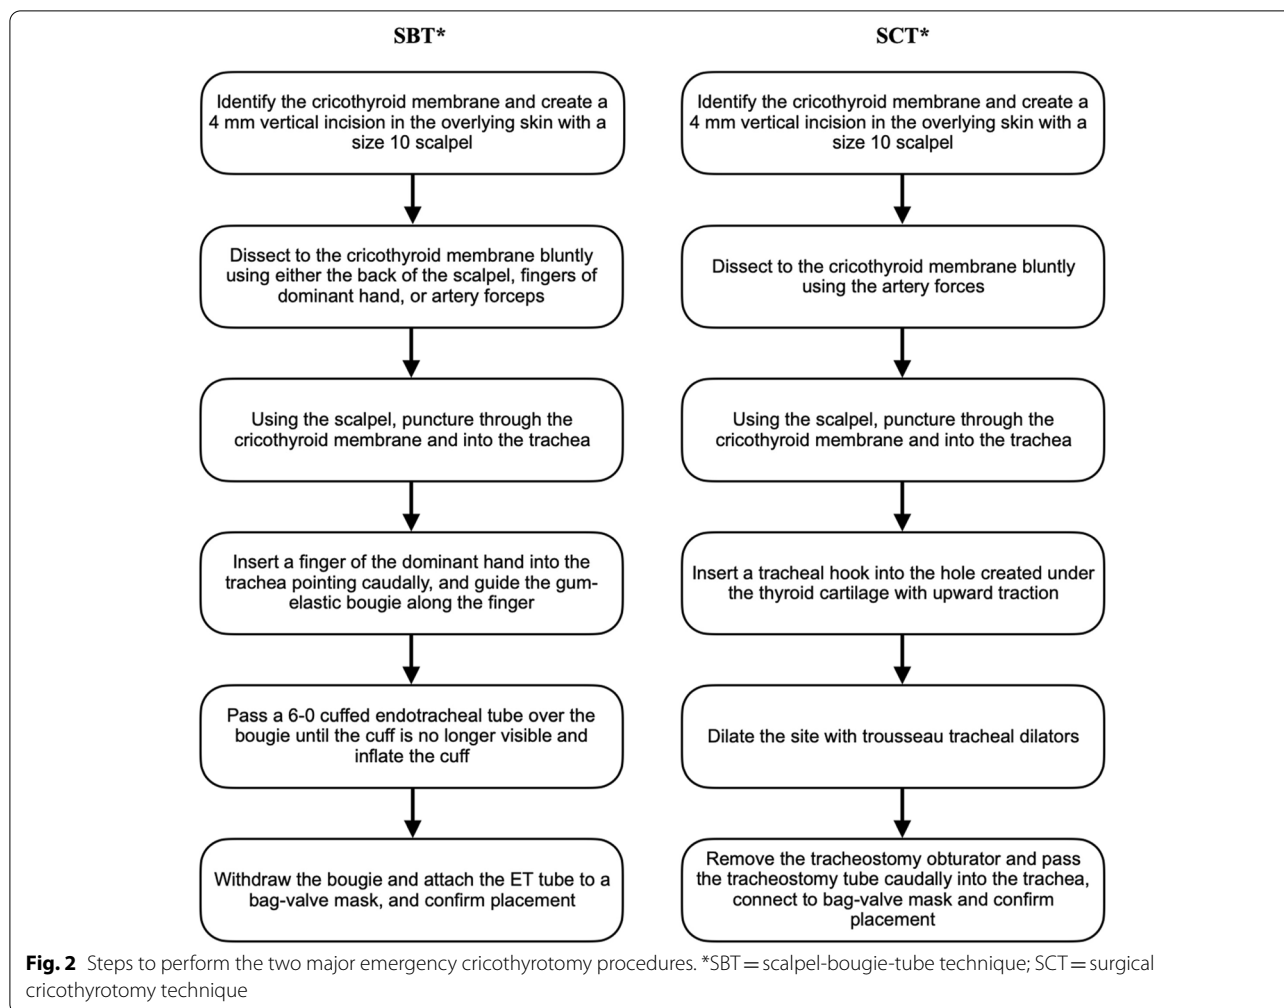 SBT*
Identify the cricothyroid membrane and create a
4 mm vertical incision in the overlying skin with a
size 10 scalpel
Dissect to the cricothyroid membrane bluntly
using either the back of the scalpel, fingers of
dominant hand, or artery forceps
Using the scalpel, puncture through the
cricothyroid membrane and into the trachea
Insert a finger of the dominant hand into the
trachea pointing caudally, and guide the gum-
elastic bougie along the finger
Pass a 6-0 cuffed endotracheal tube over the
bougie until the cuff is no longer visible and
inflate the cuff
Withdraw the bougie and attach the ET tube to a
bag-valve mask, and confirm placement
SCT*
Identify the cricothyroid membrane and create a
4 mm vertical incision in the overlying skin with a
size 10 scalpel
Dissect to the cricothyroid membrane bluntly
using the artery forces
Using the scalpel, puncture through the
cricothyroid membrane and into the trachea
Insert a tracheal hook into the hole created under
the thyroid cartilage with upward traction
Dilate the site with trousseau tracheal dilators
Remove the tracheostomy obturator and pass
the tracheostomy tube caudally into the trachea,
connect to bag-valve mask and confirm
placement
Fig. 2 Steps to perform the two major emergency cricothyrotomy procedures. *SBT = scalpel-bougie-tube technique; SCT = surgical
cricothyrotomy technique